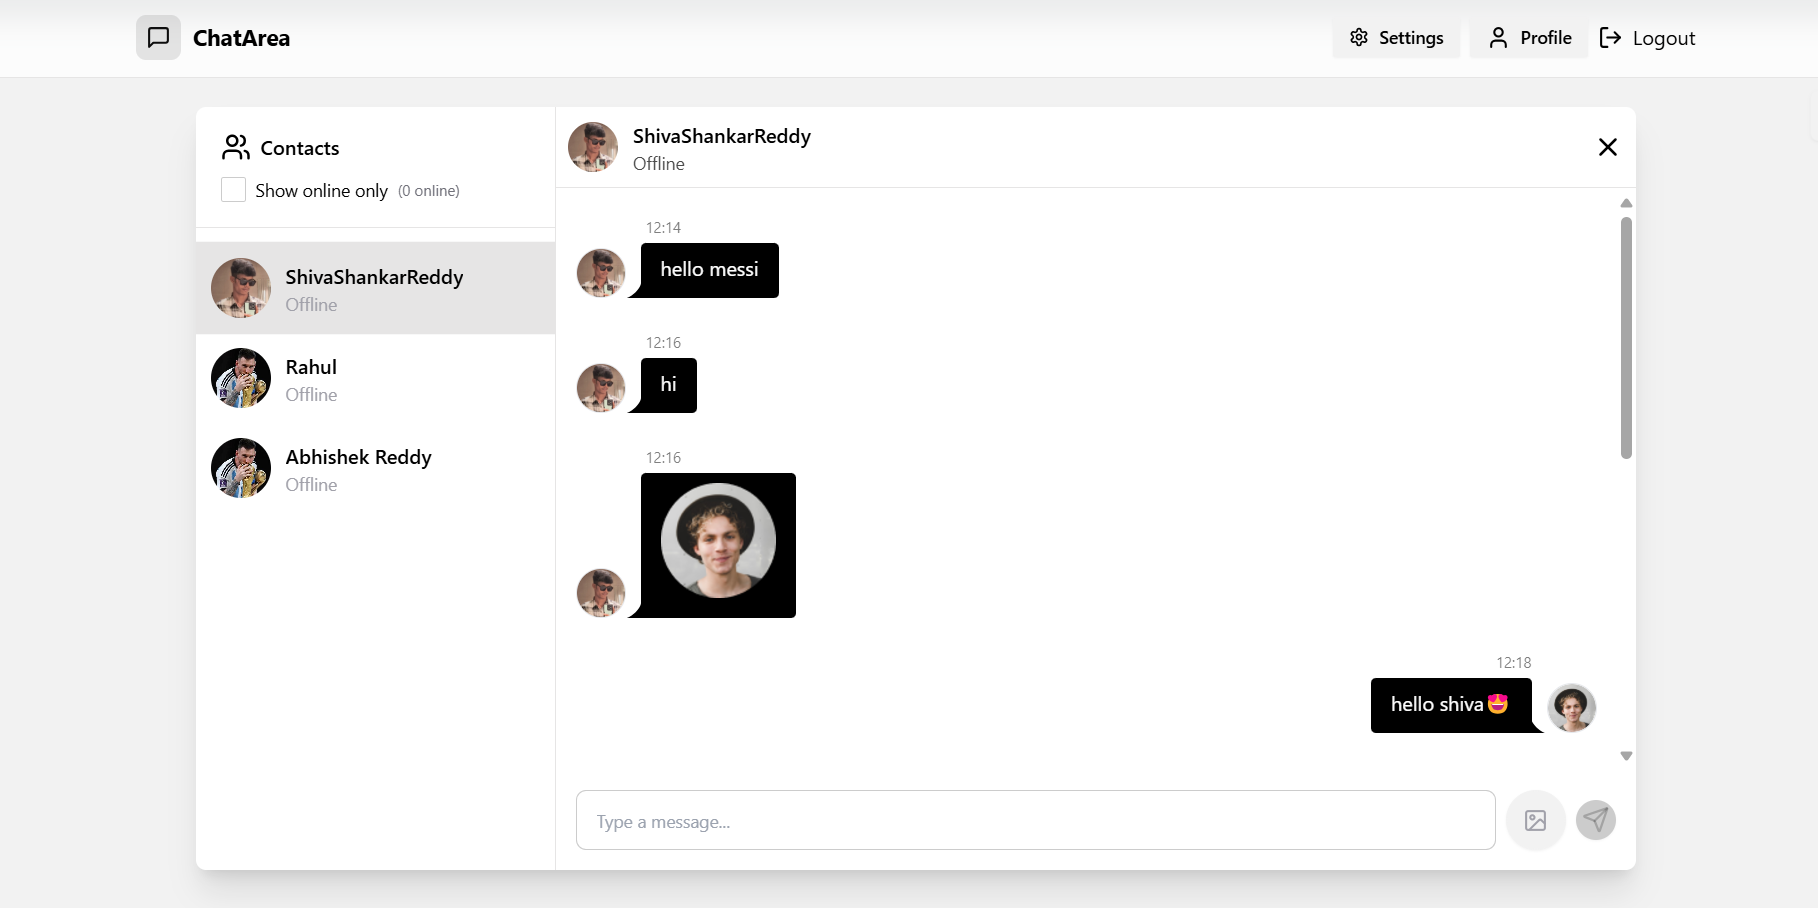 ChatArea
Settings
Profile
Logout
Contacts
Show online only (0 online)
ShivaShankarReddy
Offline
Rahul
Offline
Abhishek Reddy
Offline
ShivaShankarReddy
Offline
12:14
hello messi
12:16
hi
12:16
12:18
hello shiva🤩
Type a message...